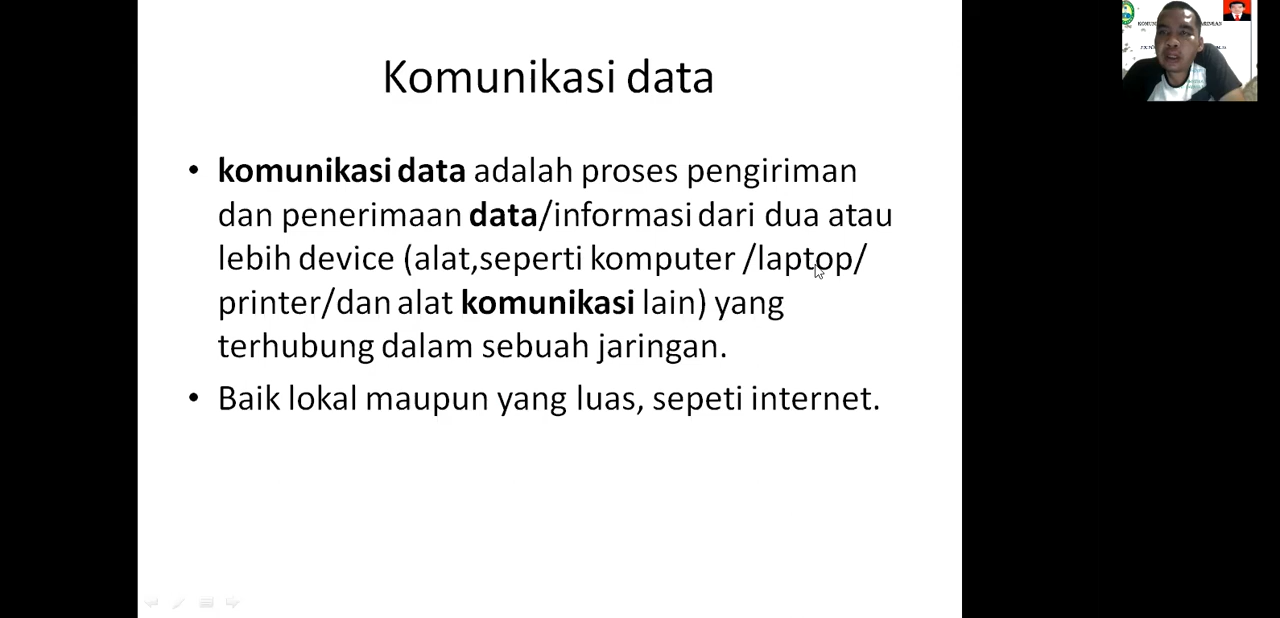 Komunikasi data
• komunikasi data adalah proses pengiriman
dan penerimaan data/informasi dari dua atau
lebih device (alat,seperti komputer /laptop/
printer/dan alat komunikasi lain) yang
terhubung dalam sebuah jaringan.
• Baik lokal maupun yang luas, sepeti internet.